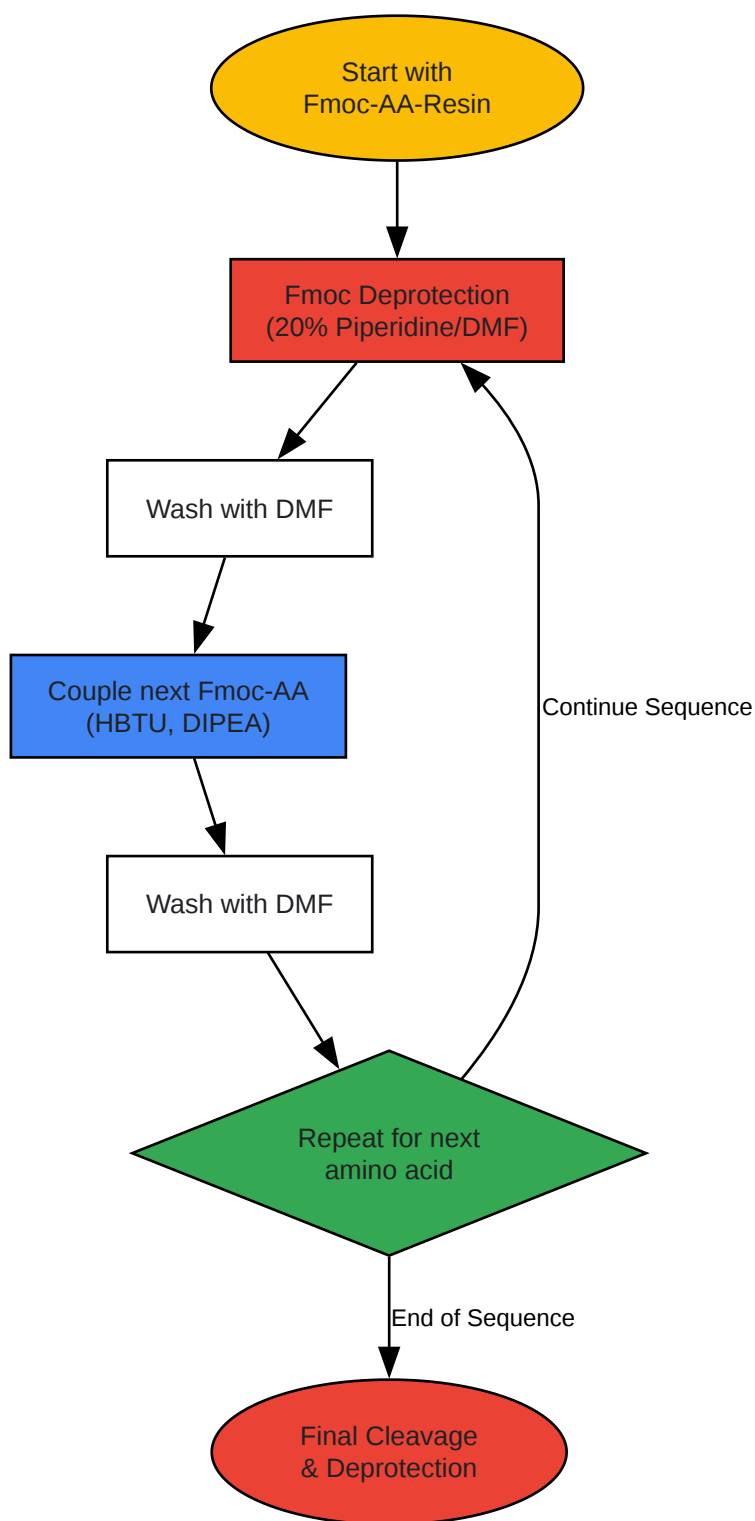 Start with
Fmoc-AA-Resin
Fmoc Deprotection
(20% Piperidine/DMF)
Wash with DMF
Couple next Fmoc-AA
(HBTU, DIPEA)
Continue Sequence
Wash with DMF
Repeat for next
amino acid
End of Sequence
Final Cleavage
& Deprotection